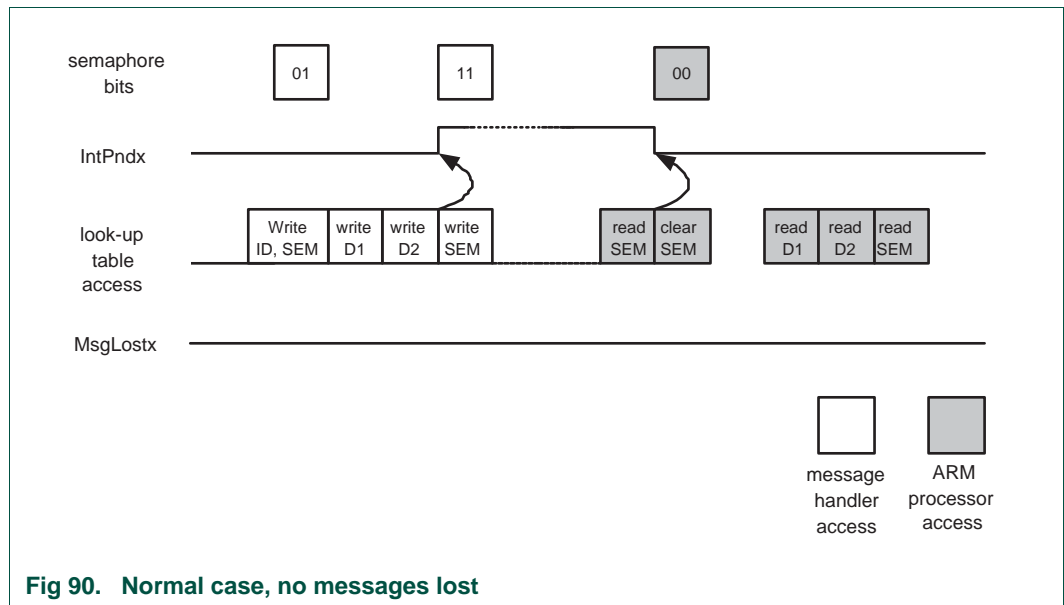 semaphore
bits
01
11
00
IntPndx
look-up
table
access
Write
ID, SEM
write
D1
write
D2
write
SEM
read
SEM
clear
SEM
read
D1
read
D2
read
SEM
MsgLostx
message
handler
access
ARM
processor
access
Fig 90. Normal case, no messages lost